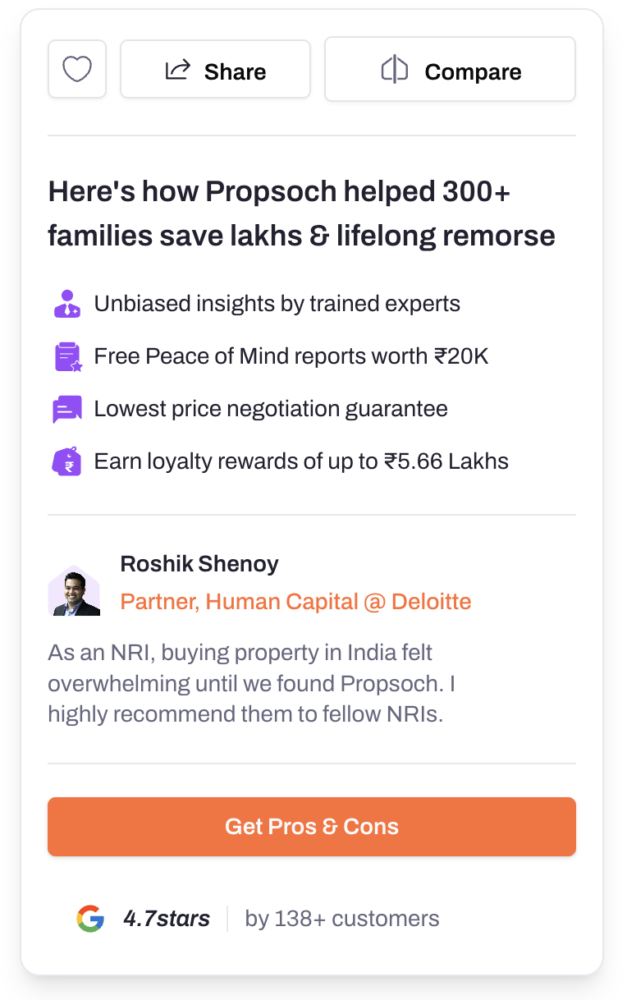 Share
Compare
Here's how Propsoch helped 300+
families save lakhs & lifelong remorse
Unbiased insights by trained experts
Free Peace of Mind reports worth ₹20K
Lowest price negotiation guarantee
₹
Earn loyalty rewards of up to ₹5.66 Lakhs
Roshik Shenoy
Partner, Human Capital @ Deloitte
As an NRI, buying property in India felt
overwhelming until we found Propsoch. I
highly recommend them to fellow NRIs.
Get Pros & Cons
4.7stars
by 138+ customers